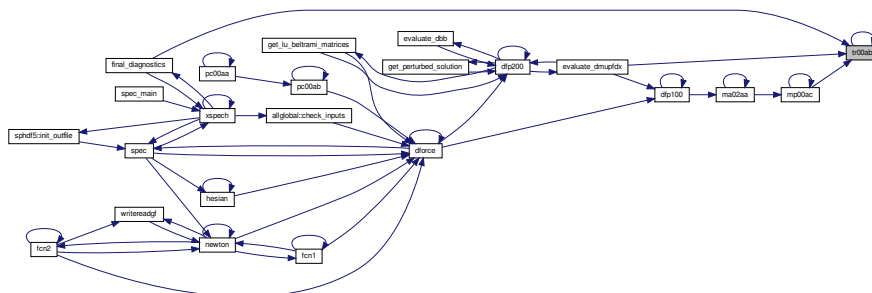 evaluate_dbb
get_lu_beltrami_matrices
tr00ab
final_diagnostics
get_perturbed_solution
dfp200
evaluate_dmupfdx
pc00aa
pc00ab
spec_main
dfp100
ma02aa
mp00ac
xspech
allglobal::check_inputs
sphdf5::init_outfile
spec
dforce
hesian
writereadgf
fcn2
newton
fcn1